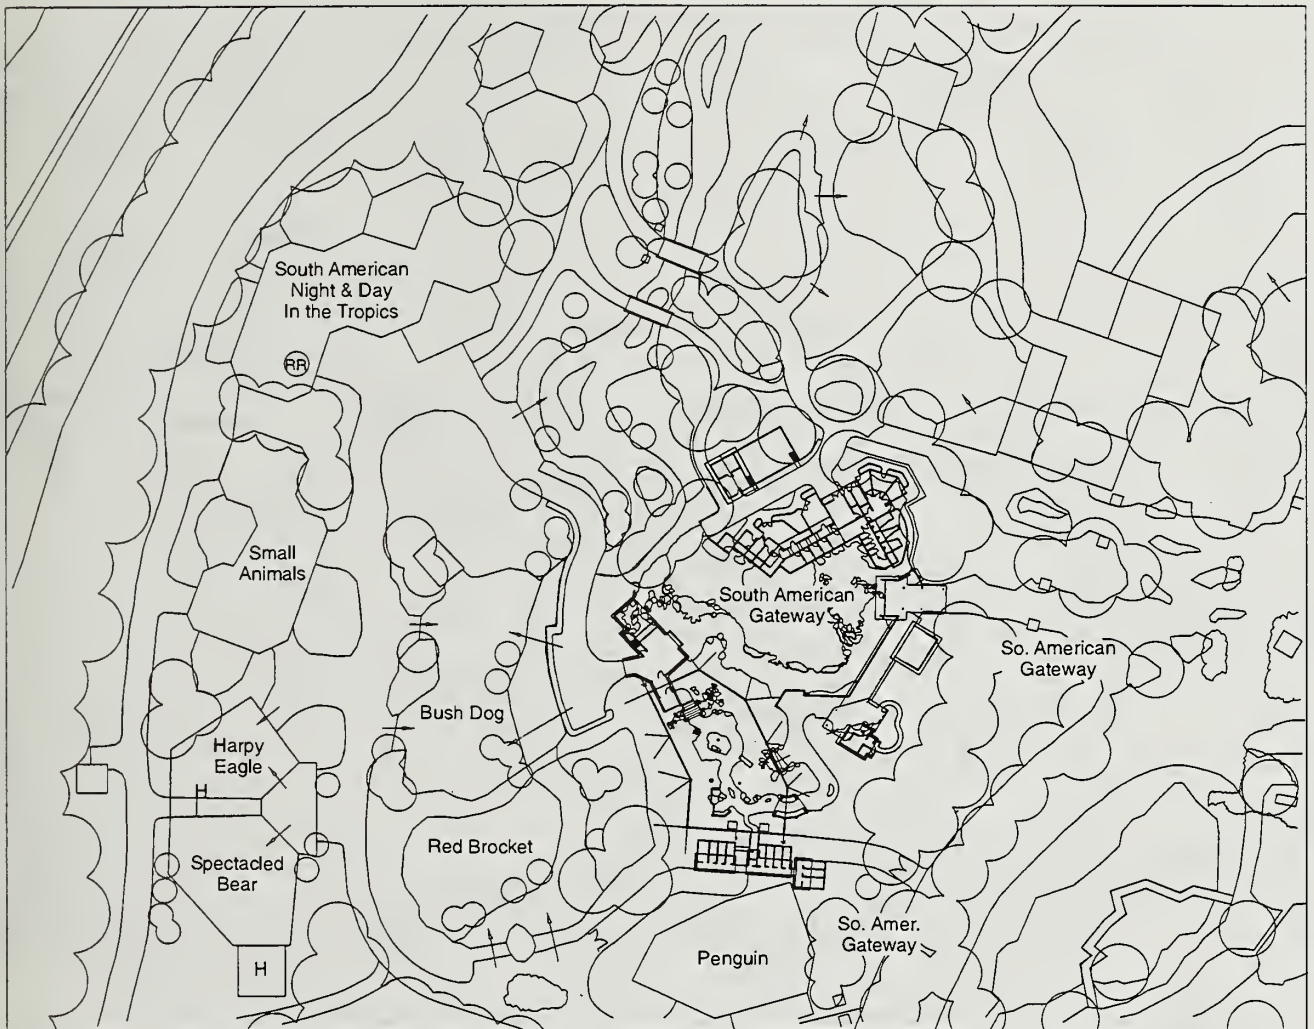 South American
Night & Day
In the Tropics
RR
Small
Animals
South American
Gateway
So. American
Gateway
Bush Dog
Harpy
Eagle
H
Red Brocket
Spectacled
Bear
So. Amer.
Gateway
Penguin
H